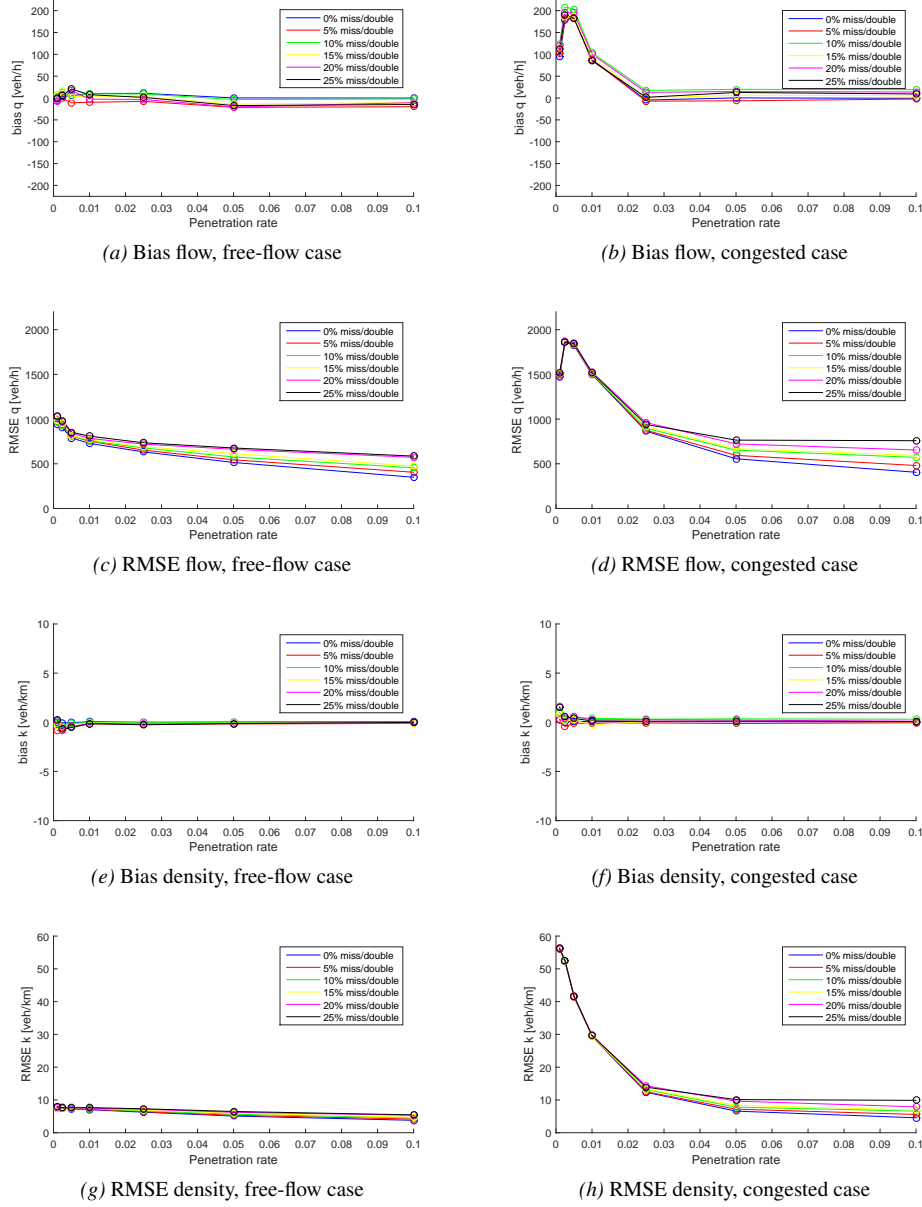 200
150
100
50
0
-50
-100
-150
-200
bias q [veh/h]
0% miss/double
5% miss/double
10% miss/double
15% miss/double
20% miss/double
25% miss/double
0 0.01 0.02 0.03 0.04 0.05 0.06 0.07 0.08 0.09 0.1
Penetration rate
(a) Bias flow, free-flow case
200
150
100
50
0
-50
-100
-150
-200
bias q [veh/h]
0% miss/double
5% miss/double
10% miss/double
15% miss/double
20% miss/double
25% miss/double
0 0.01 0.02 0.03 0.04 0.05 0.06 0.07 0.08 0.09 0.1
Penetration rate
(b) Bias flow, congested case
2000
1500
1000
500
0
RMSE q [veh/h]
0% miss/double
5% miss/double
10% miss/double
15% miss/double
20% miss/double
25% miss/double
0 0.01 0.02 0.03 0.04 0.05 0.06 0.07 0.08 0.09 0.1
Penetration rate
(c) RMSE flow, free-flow case
2000
1500
1000
500
0
RMSE q [veh/h]
0% miss/double
5% miss/double
10% miss/double
15% miss/double
20% miss/double
25% miss/double
0 0.01 0.02 0.03 0.04 0.05 0.06 0.07 0.08 0.09 0.1
Penetration rate
(d) RMSE flow, congested case
10
5
0
-5
-10
bias k [veh/km]
0% miss/double
5% miss/double
10% miss/double
15% miss/double
20% miss/double
25% miss/double
0 0.01 0.02 0.03 0.04 0.05 0.06 0.07 0.08 0.09 0.1
Penetration rate
(e) Bias density, free-flow case
10
5
0
-5
-10
bias k [veh/km]
0% miss/double
5% miss/double
10% miss/double
15% miss/double
20% miss/double
25% miss/double
0 0.01 0.02 0.03 0.04 0.05 0.06 0.07 0.08 0.09 0.1
Penetration rate
(f) Bias density, congested case
60
50
40
30
20
10
0
RMSE k [veh/km]
0% miss/double
5% miss/double
10% miss/double
15% miss/double
20% miss/double
25% miss/double
0 0.01 0.02 0.03 0.04 0.05 0.06 0.07 0.08 0.09 0.1
Penetration rate
(g) RMSE density, free-flow case
60
50
40
30
20
10
0
RMSE k [veh/km]
0% miss/double
5% miss/double
10% miss/double
15% miss/double
20% miss/double
25% miss/double
0 0.01 0.02 0.03 0.04 0.05 0.06 0.07 0.08 0.09 0.1
Penetration rate
(h) RMSE density, congested case